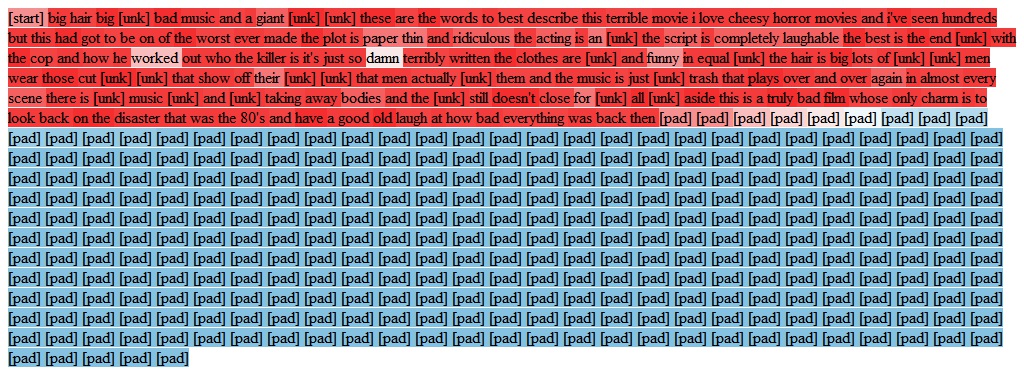 [start] big hair big [unk] bad music and a giant [unk] [unk] these are the words to best describe this terrible movie i love cheesy horror movies and i've seen hundreds
but this had got to be on of the worst ever made the plot is paper thin and ridiculous the acting is an [unk] the script is completely laughable the best is the end [unk] with
the cop and how he worked out who the killer is it's just so damn terribly written the clothes are [unk] and funny in equal [unk] the hair is big lots of [unk] [unk] men
wear those cut [unk] [unk] that show off their [unk] [unk] that men actually [unk] them and the music is just [unk] trash that plays over and over again in almost every
scene there is [unk] music [unk] and [unk] taking away bodies and the [unk] still doesn't close for [unk] all [unk] aside this is a truly bad film whose only charm is to
look back on the disaster that was the 80's and have a good old laugh at how bad everything was back then [pad] [pad] [pad] [pad] [pad] [pad] [pad] [pad] [pad]
[pad] [pad] [pad] [pad] [pad] [pad] [pad] [pad] [pad] [pad] [pad] [pad] [pad] [pad] [pad] [pad] [pad] [pad] [pad] [pad] [pad] [pad] [pad] [pad] [pad] [pad] [pad]
[pad] [pad] [pad] [pad] [pad] [pad] [pad] [pad] [pad] [pad] [pad] [pad] [pad] [pad] [pad] [pad] [pad] [pad] [pad] [pad] [pad] [pad] [pad] [pad] [pad] [pad] [pad]
[pad] [pad] [pad] [pad] [pad] [pad] [pad] [pad] [pad] [pad] [pad] [pad] [pad] [pad] [pad] [pad] [pad] [pad] [pad] [pad] [pad] [pad] [pad] [pad] [pad] [pad] [pad]
[pad] [pad] [pad] [pad] [pad] [pad] [pad] [pad] [pad] [pad] [pad] [pad] [pad] [pad] [pad] [pad] [pad] [pad] [pad] [pad] [pad] [pad] [pad] [pad] [pad] [pad] [pad]
[pad] [pad] [pad] [pad] [pad] [pad] [pad] [pad] [pad] [pad] [pad] [pad] [pad] [pad] [pad] [pad] [pad] [pad] [pad] [pad] [pad] [pad] [pad] [pad] [pad] [pad] [pad]
[pad] [pad] [pad] [pad] [pad] [pad] [pad] [pad] [pad] [pad] [pad] [pad] [pad] [pad] [pad] [pad] [pad] [pad] [pad] [pad] [pad] [pad] [pad] [pad] [pad] [pad] [pad]
[pad] [pad] [pad] [pad] [pad] [pad] [pad] [pad] [pad] [pad] [pad] [pad] [pad] [pad] [pad] [pad] [pad] [pad] [pad] [pad] [pad] [pad] [pad] [pad] [pad] [pad] [pad]
[pad] [pad] [pad] [pad] [pad] [pad] [pad] [pad] [pad] [pad] [pad] [pad] [pad] [pad] [pad] [pad] [pad] [pad] [pad] [pad] [pad] [pad] [pad] [pad] [pad] [pad] [pad]
[pad] [pad] [pad] [pad] [pad] [pad] [pad] [pad] [pad] [pad] [pad] [pad] [pad] [pad] [pad] [pad] [pad] [pad] [pad] [pad] [pad] [pad] [pad] [pad] [pad] [pad] [pad]
[pad] [pad] [pad] [pad] [pad] [pad] [pad] [pad] [pad] [pad] [pad] [pad] [pad] [pad] [pad] [pad] [pad] [pad] [pad] [pad] [pad] [pad] [pad] [pad] [pad] [pad] [pad]
[pad] [pad] [pad] [pad] [pad] [pad] [pad] [pad] [pad] [pad] [pad] [pad] [pad] [pad] [pad] [pad] [pad] [pad] [pad] [pad] [pad] [pad] [pad] [pad] [pad] [pad] [pad]
[pad] [pad] [pad] [pad] [pad]